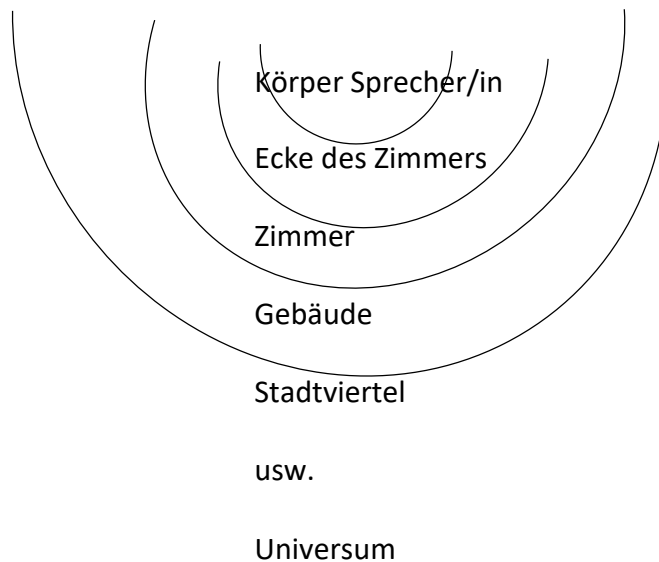 Körper Sprecher/in
Ecke des Zimmers
Zimmer
Gebäude
Stadtviertel
usw.
Universum